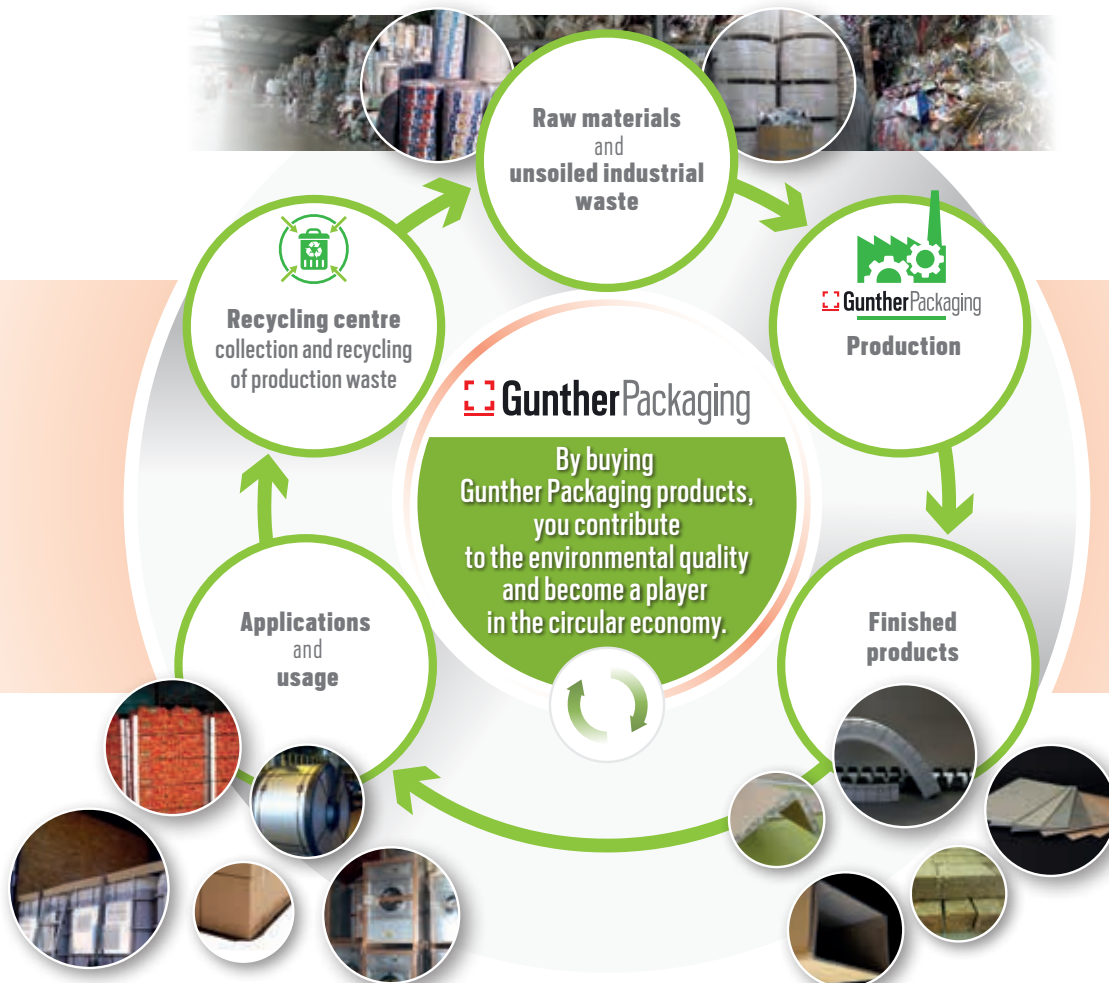 Raw materials
and
unsoiled industrial
waste
GuntherPackaging
Production
Recycling centre
collection and recycling
of production waste
GuntherPackaging
By buying
Gunther Packaging products,
you contribute
to the environmental quality
and become a player
in the circular economy.
Applications
and
usage
Finished
products